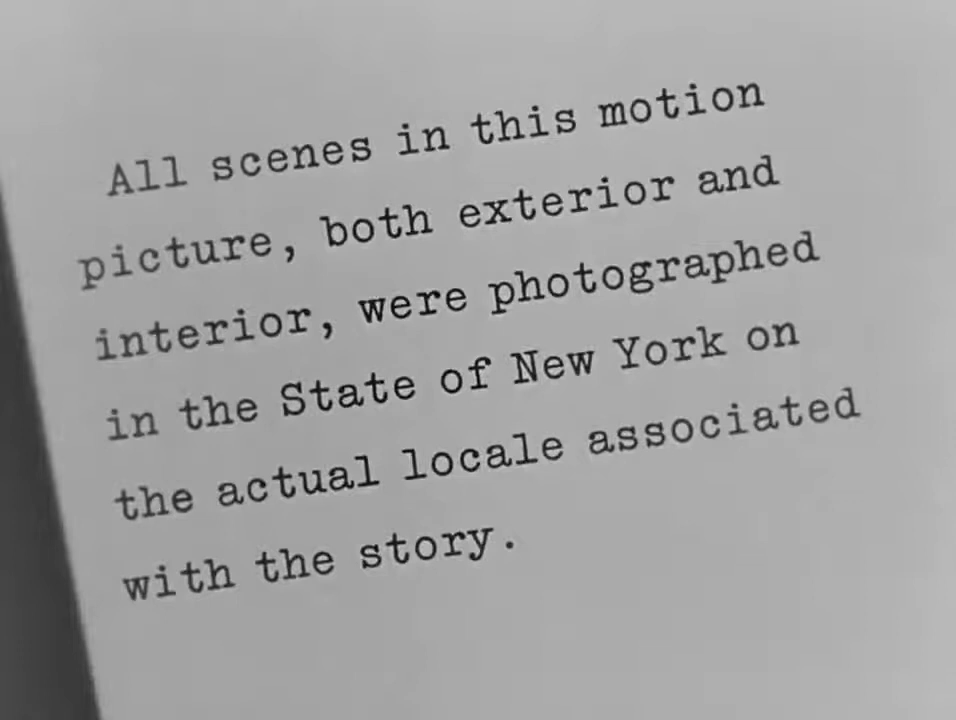 All scenes in this motion
picture, both exterior and
interior, were photographed
in the State of New York on
the actual locale associated
with the story.